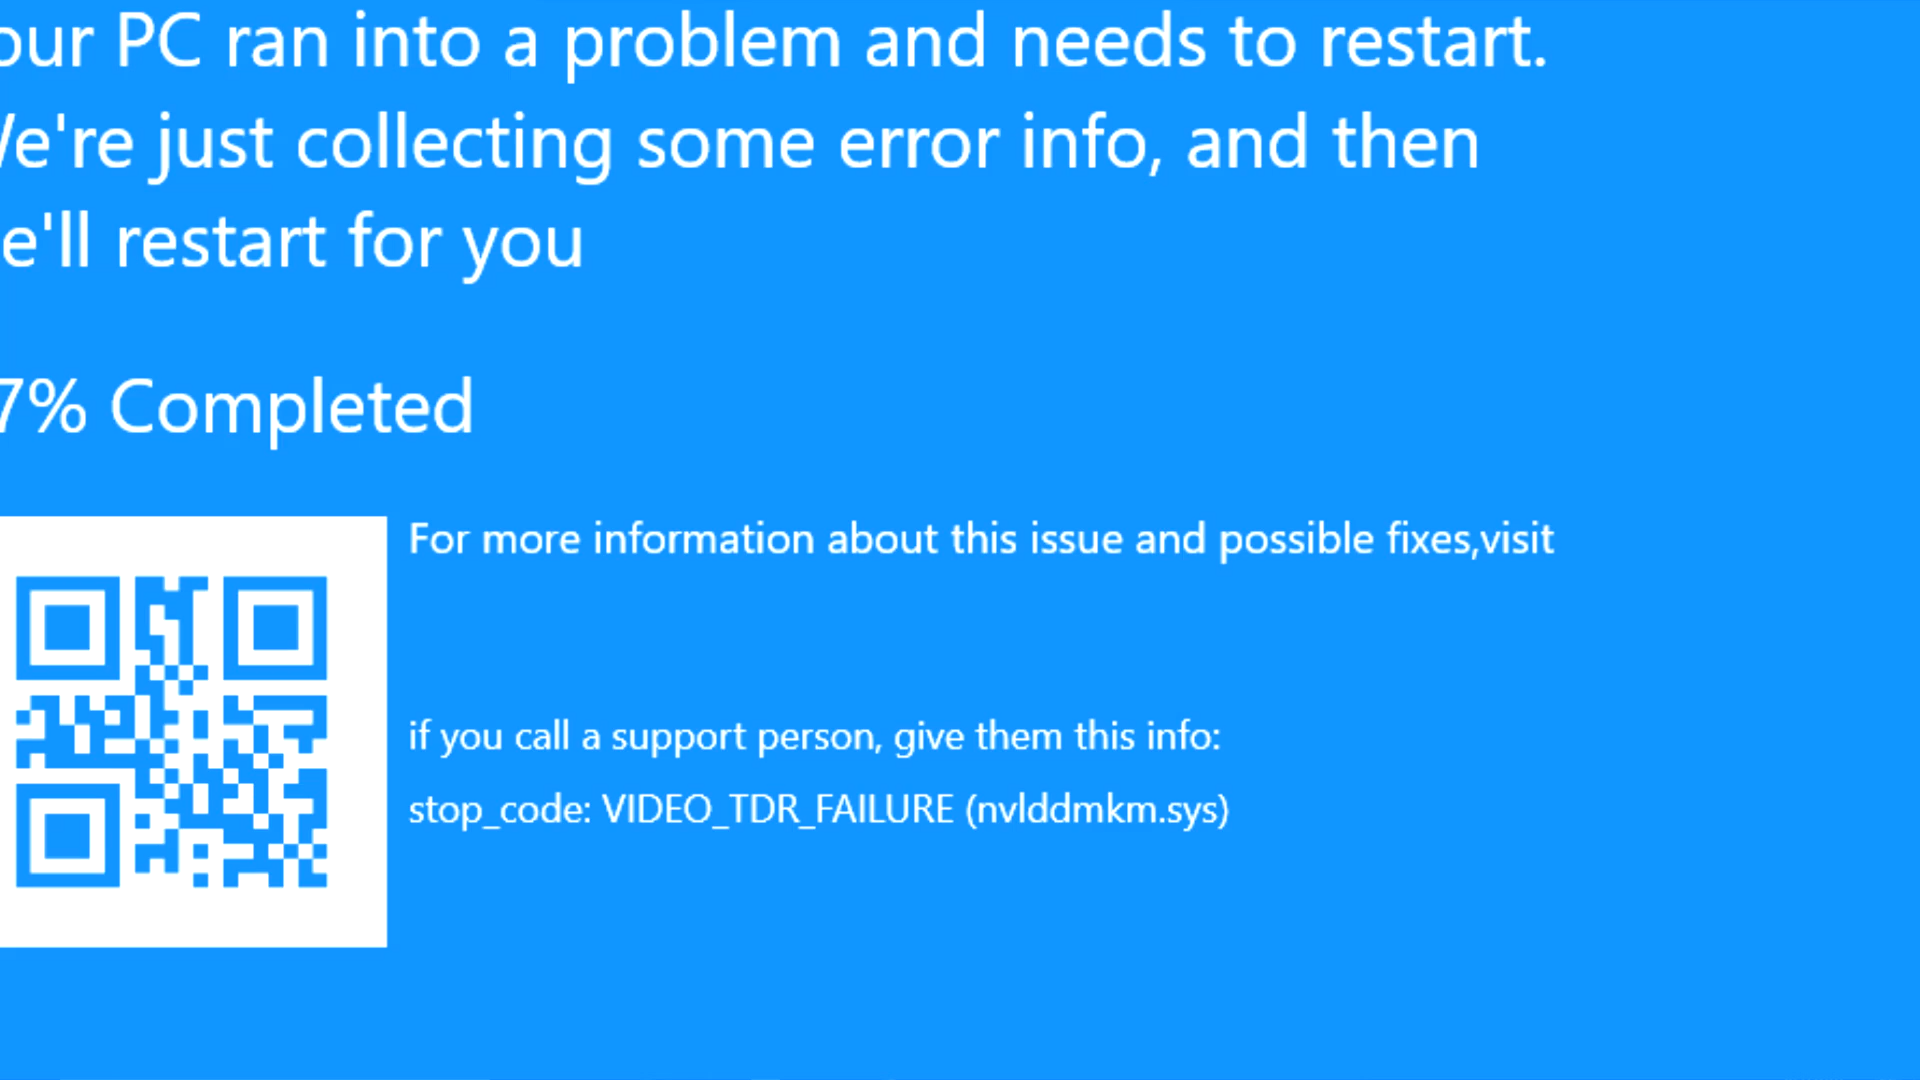 our PC ran into a problem and needs to restart.
We're just collecting some error info, and then
e'll restart for you
7% Completed
For more information about this issue and possible fixes,visit
if you call a support person, give them this info:
stop_code: VIDEO_TDR_FAILURE (nvlddmkm.sys)